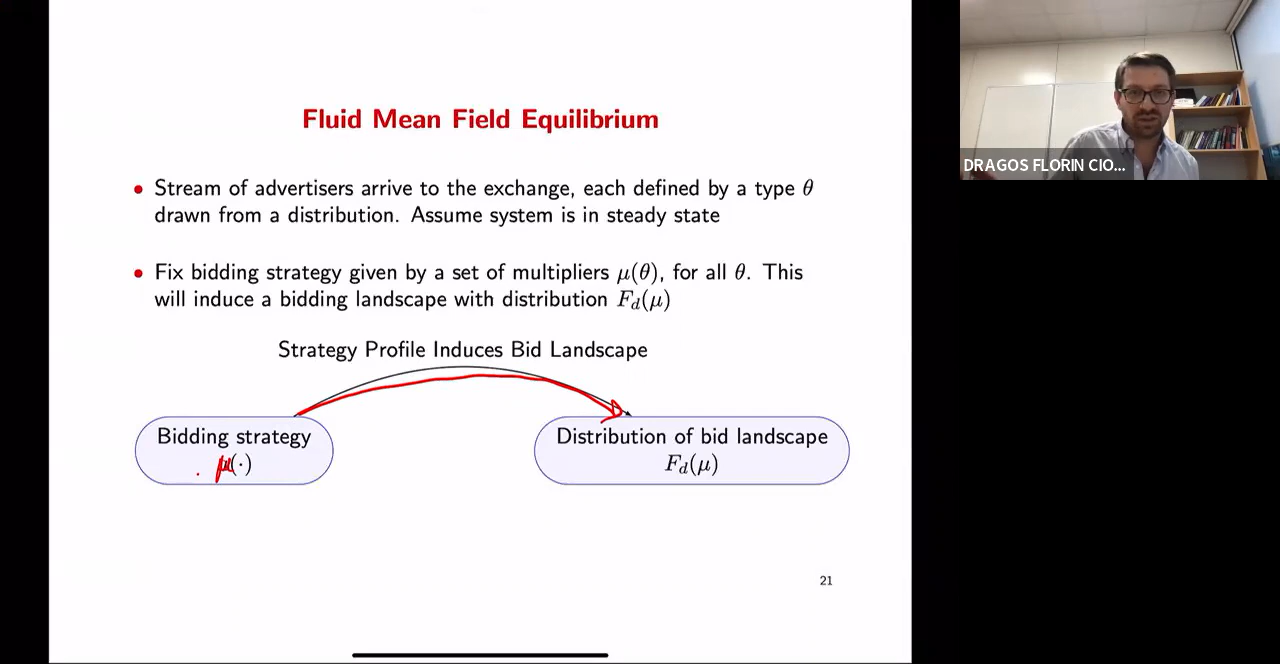 Fluid Mean Field Equilibrium
• Stream of advertisers arrive to the exchange, each defined by a type θ
drawn from a distribution. Assume system is in steady state
• Fix bidding strategy given by a set of multipliers μ(θ), for all θ. This
will induce a bidding landscape with distribution F_d(μ)
Strategy Profile Induces Bid Landscape
Bidding strategy
μ(·)
Distribution of bid landscape
F_d(μ)
21
DRAGOS FLORIN CIO...